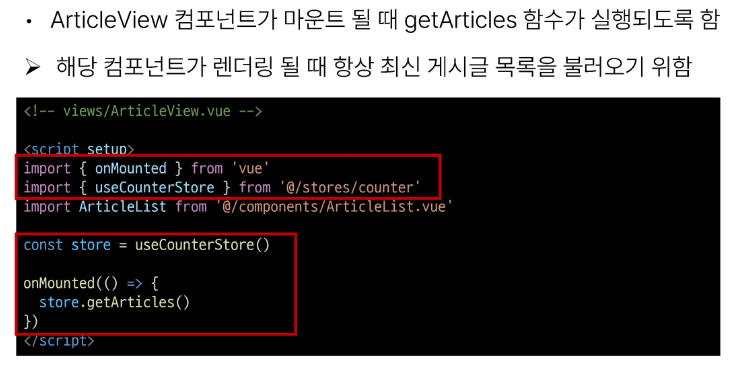 • ArticleView 컴포넌트가 마운트 될 때 getArticles 함수가 실행되도록 함
➢ 해당 컴포넌트가 렌더링 될 때 항상 최신 게시글 목록을 불러오기 위함
<!-- views/ArticleView.vue -->
<script setup>
import { onMounted } from 'vue'
import { useCounterStore } from '@/stores/counter'
import ArticleList from '@/components/ArticleList.vue'
const store = useCounterStore()
onMounted(() => {
  store.getArticles()
})
</script>